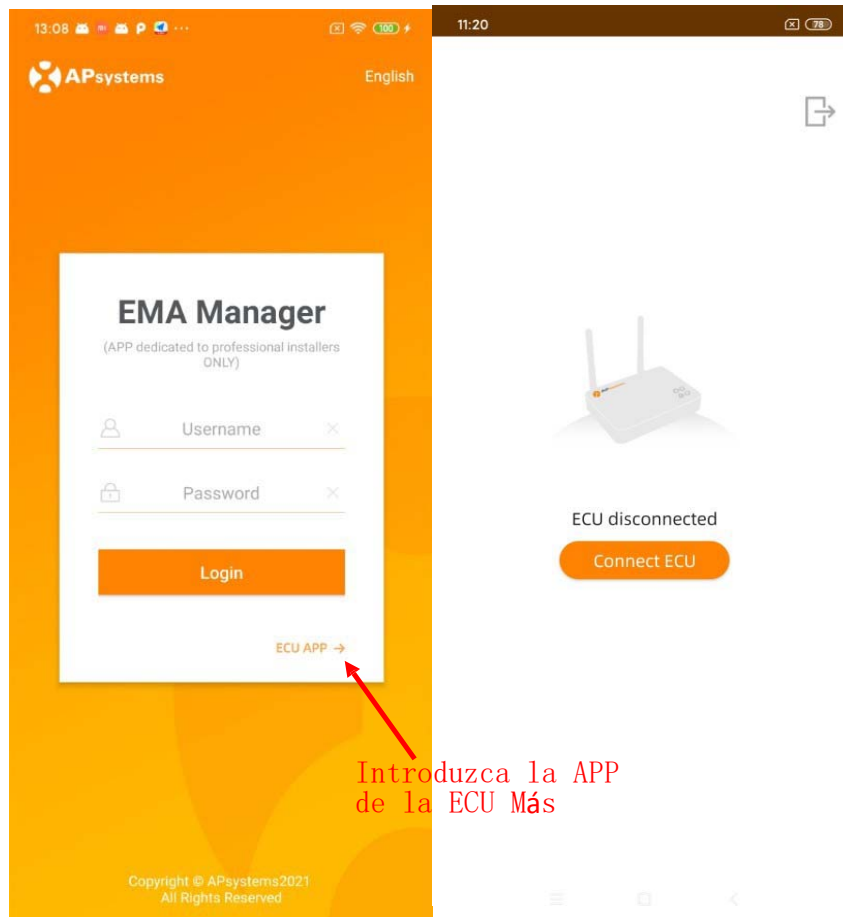 13:08
100
APsystems
English
EMA Manager
(APP dedicated to professional installers
ONLY)
Username
Password
Login
ECU APP →
Copyright © APsystems2021
All Rights Reserved
11:20
78
ECU disconnected
Connect ECU
Introduzca la APP
de la ECU Más